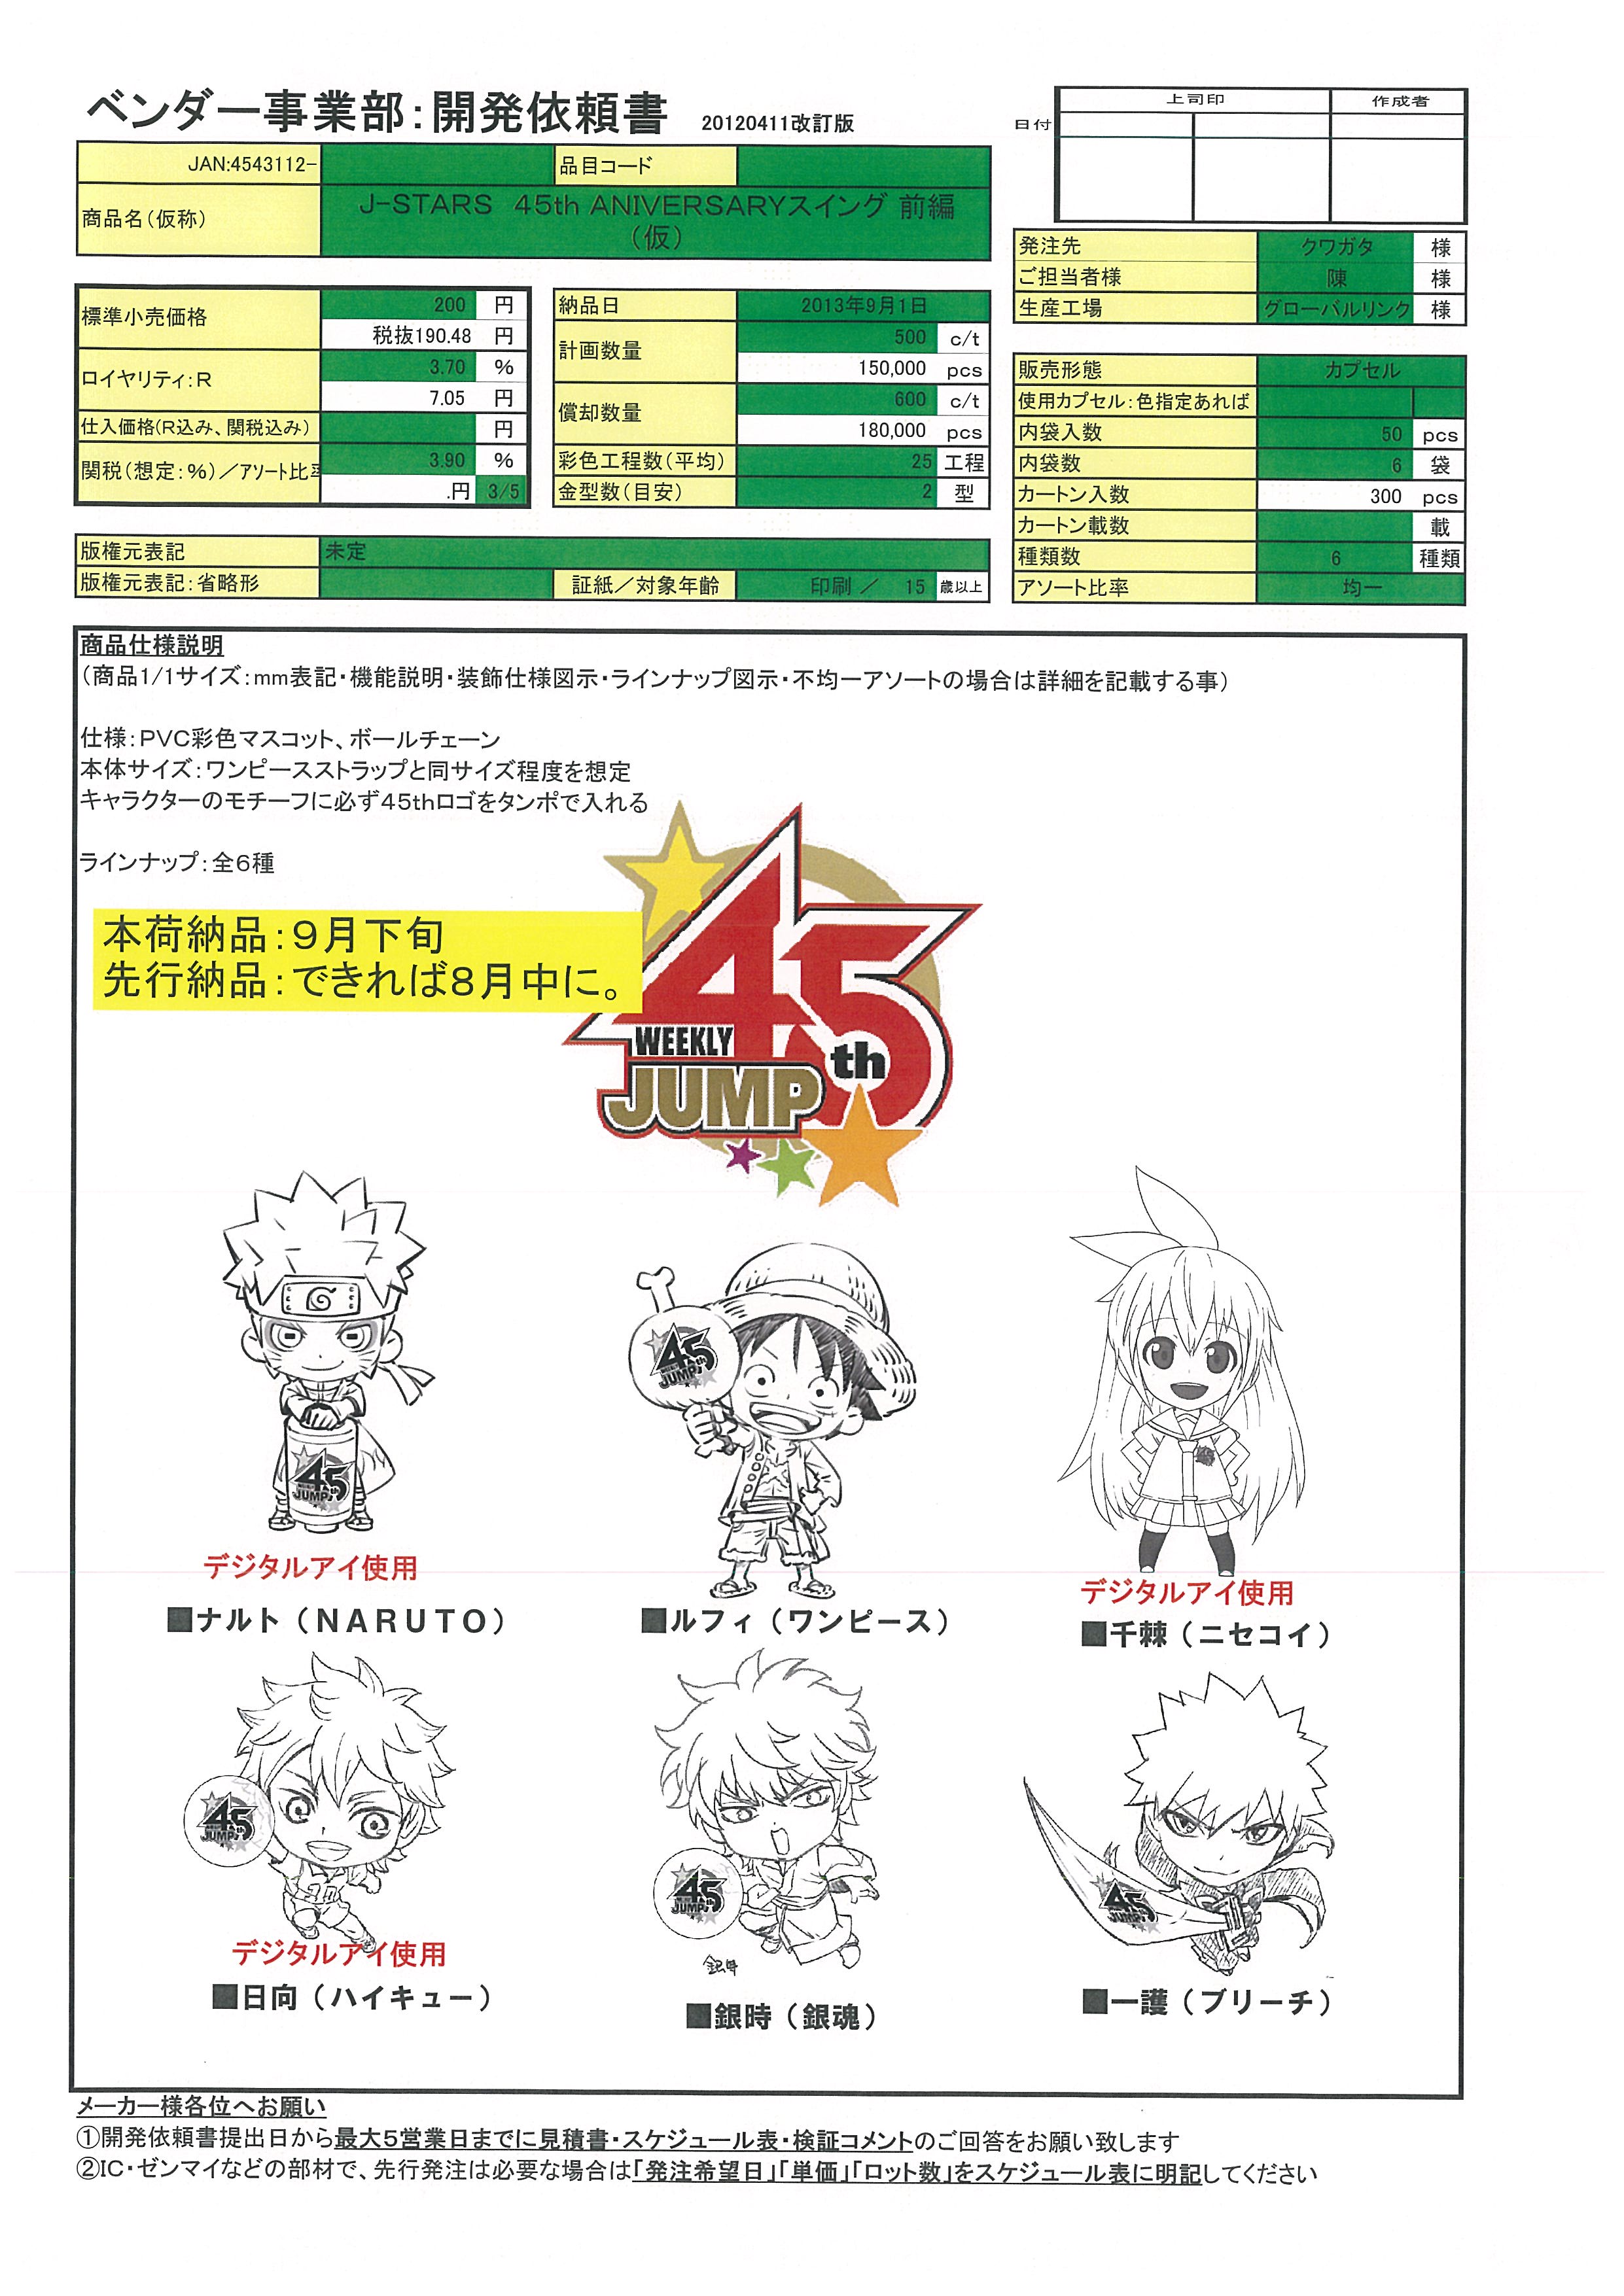 ベンダー事業部:開発依頼書 20120411改訂版
上司印 作成者
日付
JAN:4543112- 品目コード
商品名(仮称) J-STARS 45th ANIVERSARYスイング 前編
(仮)
発注先 クワガタ 様
ご担当者様 陳 様
生産工場 グローバルリンク 様
標準小売価格 200 円
税抜190.48 円
ロイヤリティ:R 3.70 %
7.05 円
仕入価格(R込み、関税込み) 円
関税(想定:%)/アソート比率 3.90 %
.円 3/5
納品日 2013年9月1日
計画数量 500 c/t
150,000 pcs
償却数量 600 c/t
180,000 pcs
彩色工程数(平均) 25 工程
金型数(目安) 2 型
販売形態 カプセル
使用カプセル:色指定あれば
内袋入数 50 pcs
内袋数 6 袋
カートン入数 300 pcs
カートン載数 載
種類数 6 種類
アソート比率 均一
版権元表記 未定
版権元表記:省略形 証紙/対象年齢 印刷 / 15 歳以上
商品仕様説明
(商品1/1サイズ:mm表記・機能説明・装飾仕様図示・ラインナップ図示・不均一アソートの場合は詳細を記載する事)
仕様:PVC彩色マスコット、ボールチェーン
本体サイズ:ワンピースストラップと同サイズ程度を想定
キャラクターのモチーフに必ず45thロゴをタンポで入れる
ラインナップ:全6種
本荷納品:9月下旬
先行納品:できれば8月中に。
45th
WEEKLY
JUMP
45
JUMP
45
JUMP
デジタルアイ使用
デジタルアイ使用
■ナルト(NARUTO)
■ルフィ(ワンピース)
■千棘(ニセコイ)
45
JUMP
45
JUMP
45
JUMP
銀時
デジタルアイ使用
■日向(ハイキュー)
■銀時(銀魂)
■一護(ブリーチ)
メーカー様各位へお願い
①開発依頼書提出日から最大5営業日までに見積書・スケジュール表・検証コメントのご回答をお願い致します
②IC・ゼンマイなどの部材で、先行発注は必要な場合は「発注希望日」「単価」「ロット数」をスケジュール表に明記してください